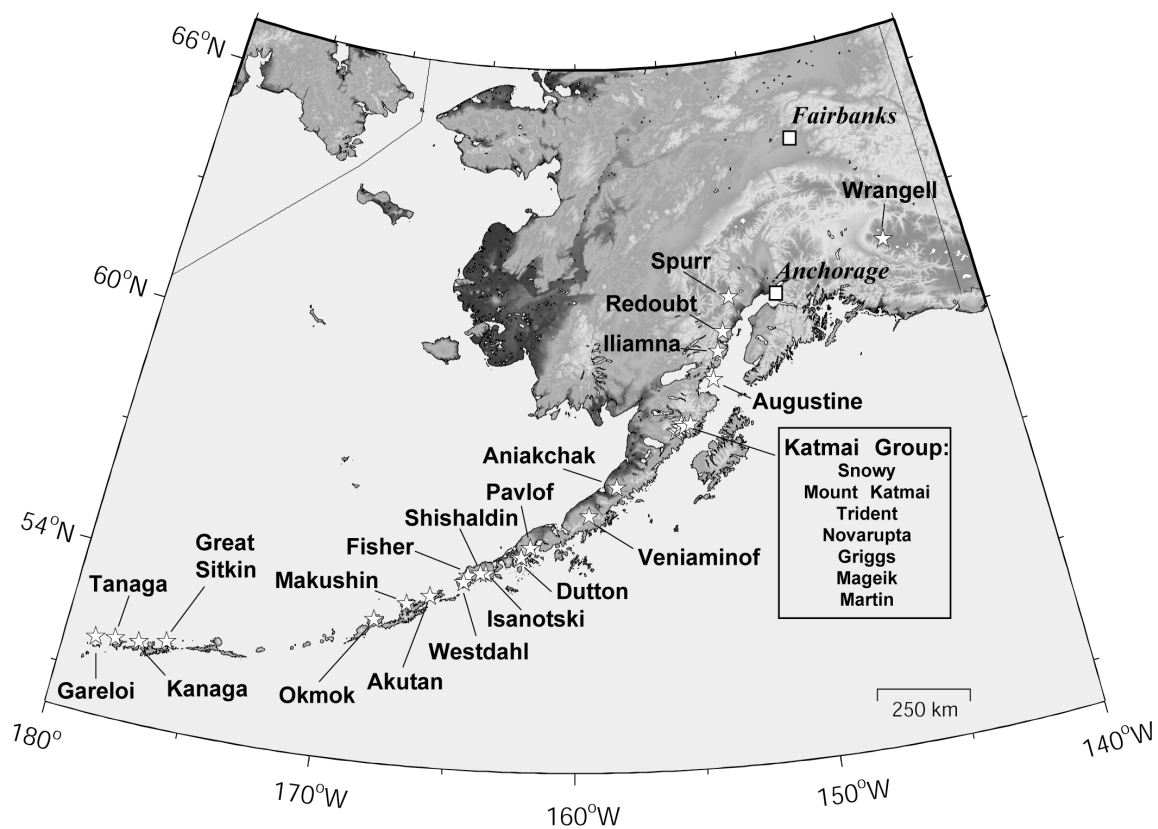 66°N
Fairbanks
Wrangell
Spurr
Anchorage
60°N
Redoubt
Iliamna
Augustine
Katmai Group:
Snowy
Mount Katmai
Trident
Novarupta
Griggs
Mageik
Martin
Aniakchak
Pavlof
Shishaldin
54°N
Great
Sitkin
Fisher
Veniaminof
Tanaga
Makushin
Dutton
Isanotski
Westdahl
Akutan
Gareloi
Kanaga
Okmok
250 km
180°
140°W
170°W
150°W
160°W